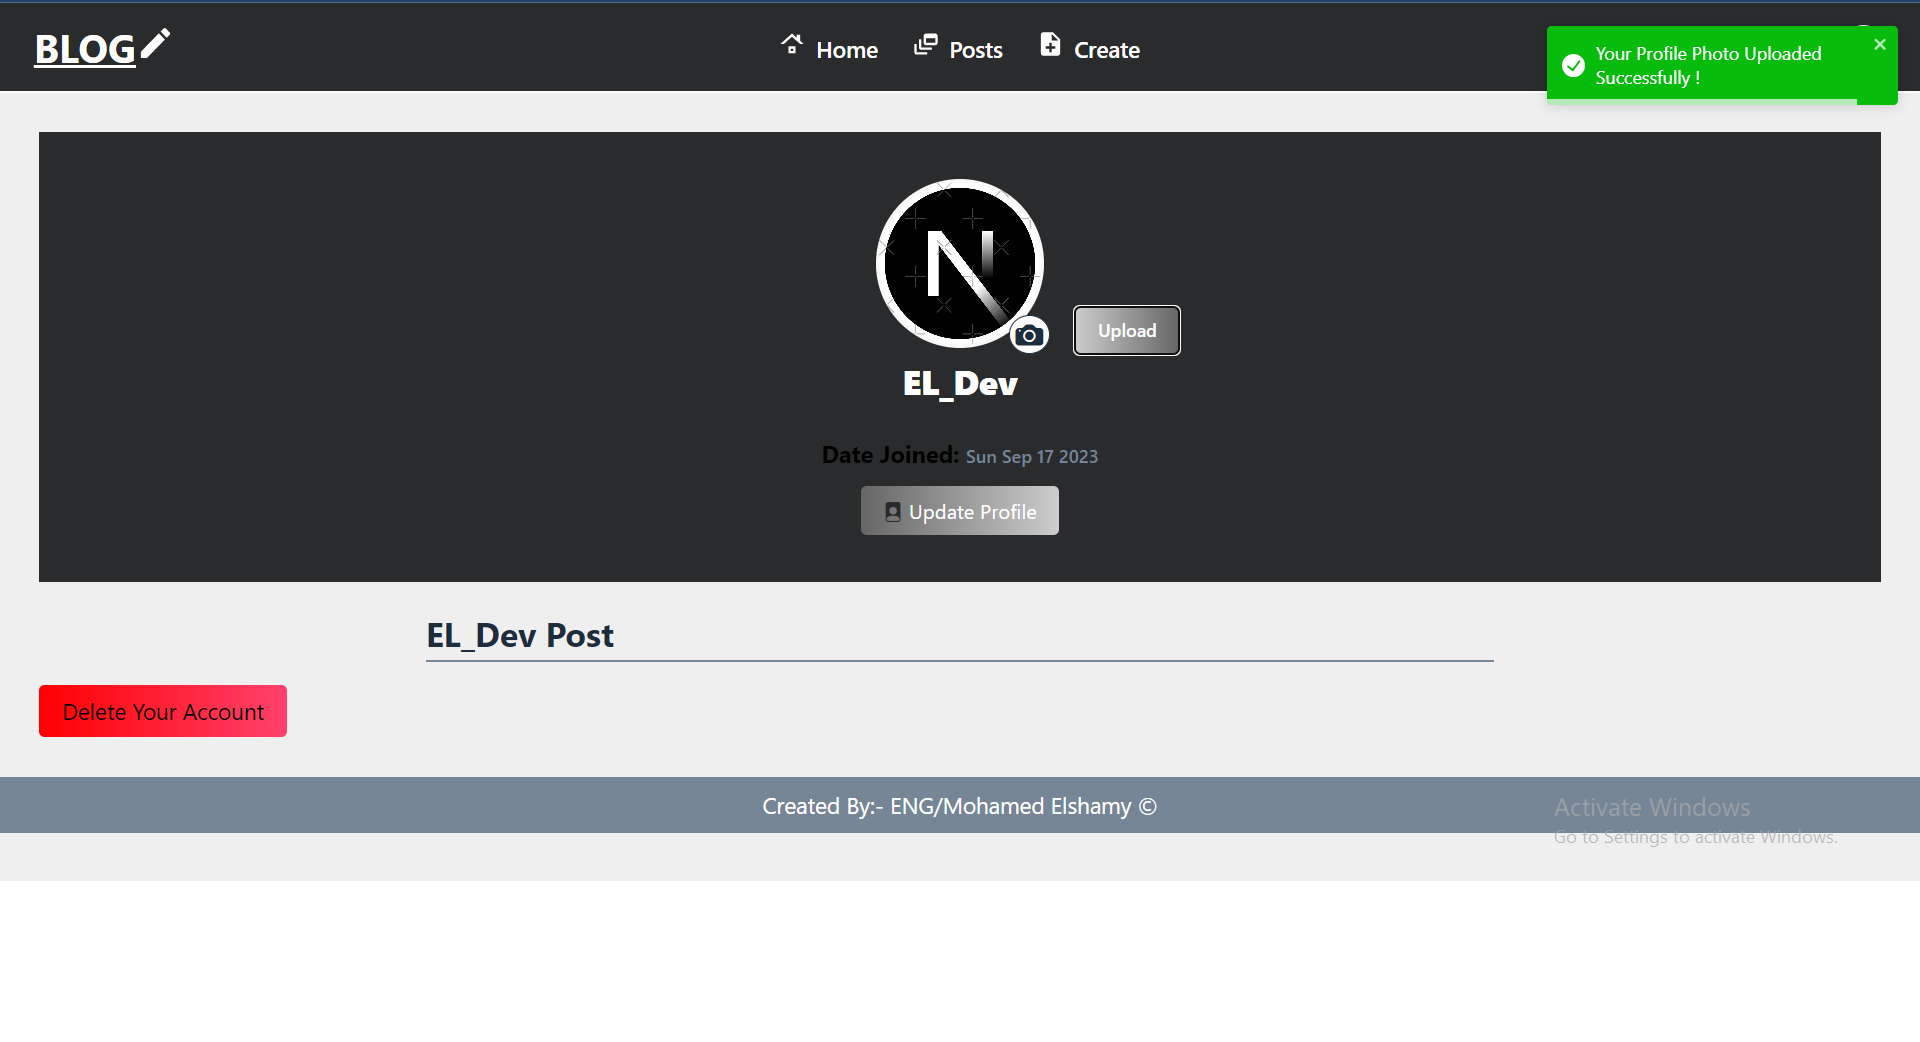 BLOG
Home
Posts
Create
Your Profile Photo Uploaded
Successfully !
N
Upload
EL_Dev
Date Joined: Sun Sep 17 2023
Update Profile
EL_Dev Post
Delete Your Account
Created By:- ENG/Mohamed Elshamy ©
Activate Windows
Go to Settings to activate Windows.